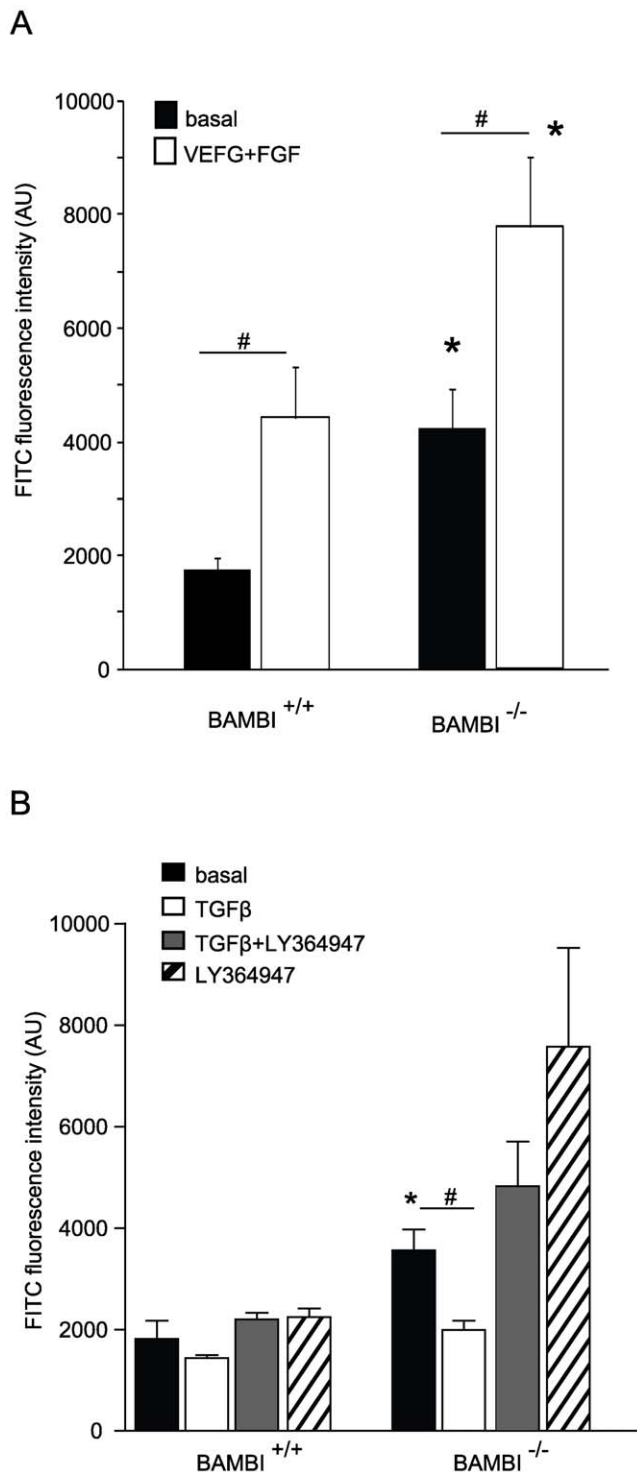 A
10000
8000
6000
4000
2000
0
FITC fluorescence intensity (AU)
basal
VEFG+FGF
#
#
*
*
BAMBI +/+
BAMBI -/-
B
10000
8000
6000
4000
2000
0
FITC fluorescence intensity (AU)
basal
TGFβ
TGFβ+LY364947
LY364947
*
#
BAMBI +/+
BAMBI -/-